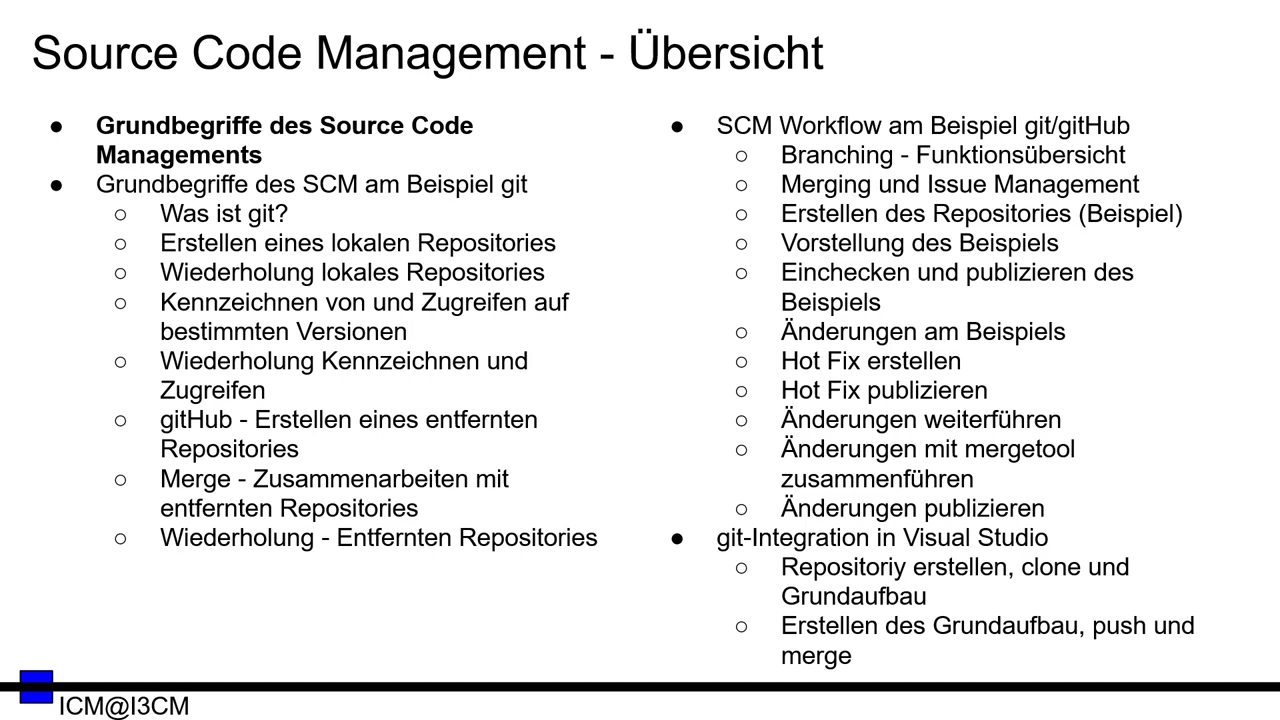 Source Code Management - Übersicht
● Grundbegriffe des Source Code
Managements
● Grundbegriffe des SCM am Beispiel git
○ Was ist git?
○ Erstellen eines lokalen Repositories
○ Wiederholung lokales Repositories
○ Kennzeichnen von und Zugreifen auf
bestimmten Versionen
○ Wiederholung Kennzeichnen und
Zugreifen
○ gitHub - Erstellen eines entfernten
Repositories
○ Merge - Zusammenarbeiten mit
entfernten Repositories
○ Wiederholung - Entfernten Repositories
● SCM Workflow am Beispiel git/gitHub
○ Branching - Funktionsübersicht
○ Merging und Issue Management
○ Erstellen des Repositories (Beispiel)
○ Vorstellung des Beispiels
○ Einchecken und publizieren des
Beispiels
○ Änderungen am Beispiels
○ Hot Fix erstellen
○ Hot Fix publizieren
○ Änderungen weiterführen
○ Änderungen mit mergetool
zusammenführen
○ Änderungen publizieren
● git-Integration in Visual Studio
○ Repositoriy erstellen, clone und
Grundaufbau
○ Erstellen des Grundaufbau, push und
merge
ICM@I3CM